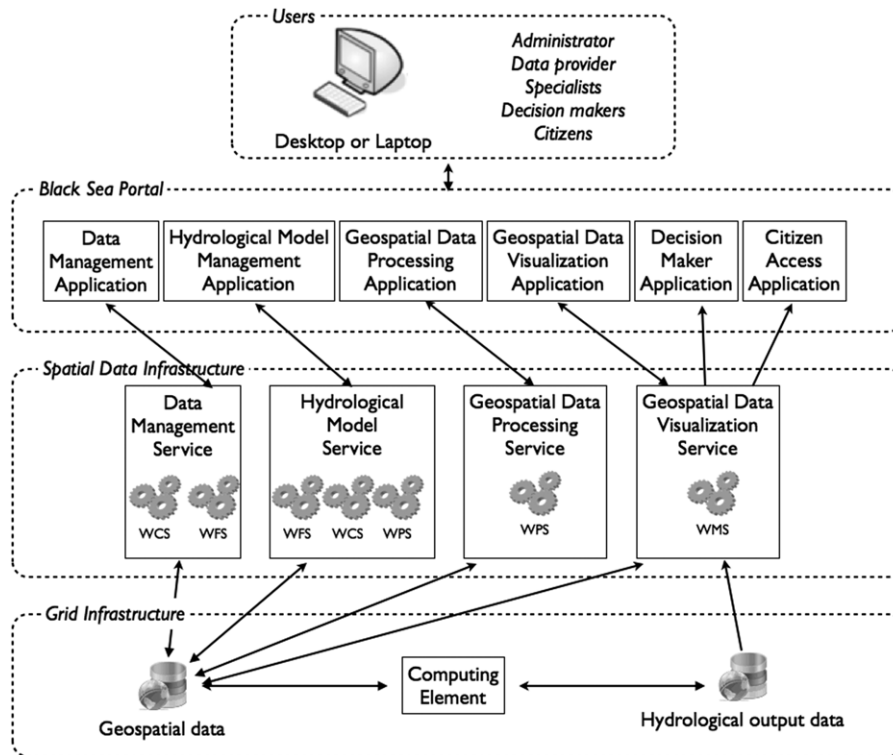 Users
Administrator
Data provider
Specialists
Decision makers
Citizens
Desktop or Laptop
Black Sea Portal
Data
Management
Application
Hydrological Model
Management
Application
Geospatial Data
Processing
Application
Geospatial Data
Visualization
Application
Decision
Maker
Application
Citizen
Access
Application
Spatial Data Infrastructure
Data
Management
Service
WCS
WFS
Hydrological
Model
Service
WFS
WCS
WPS
Geospatial Data
Processing
Service
WPS
Geospatial Data
Visualization
Service
WMS
Grid Infrastructure
Geospatial data
Computing
Element
Hydrological output data